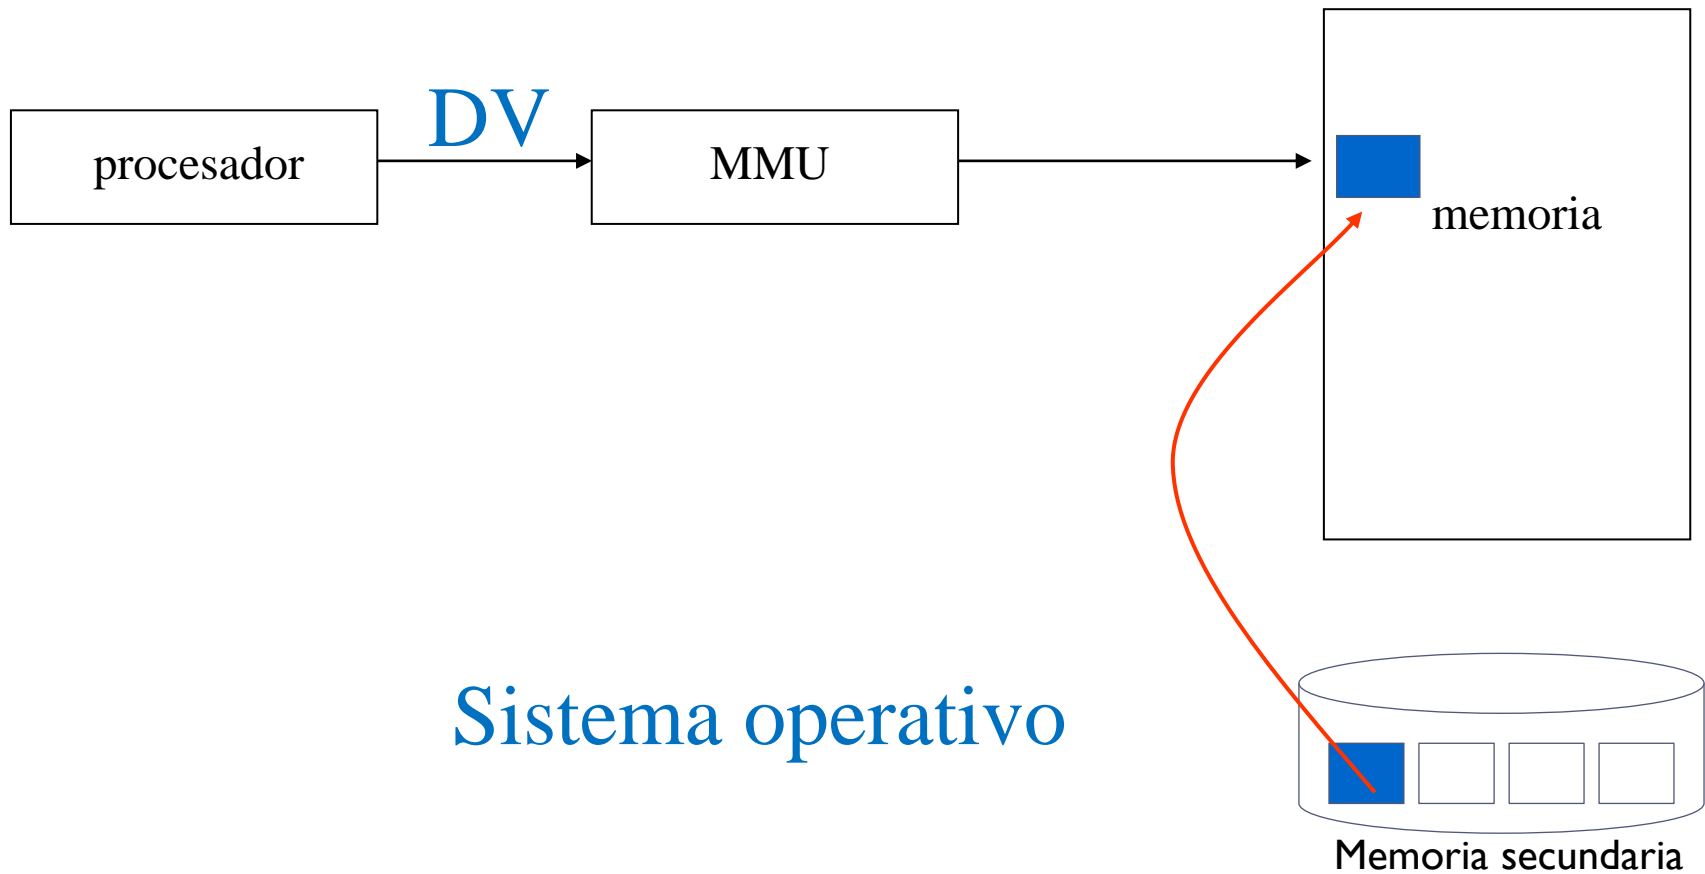 DV
procesador
MMU
memoria
Sistema operativo
Memoria secundaria